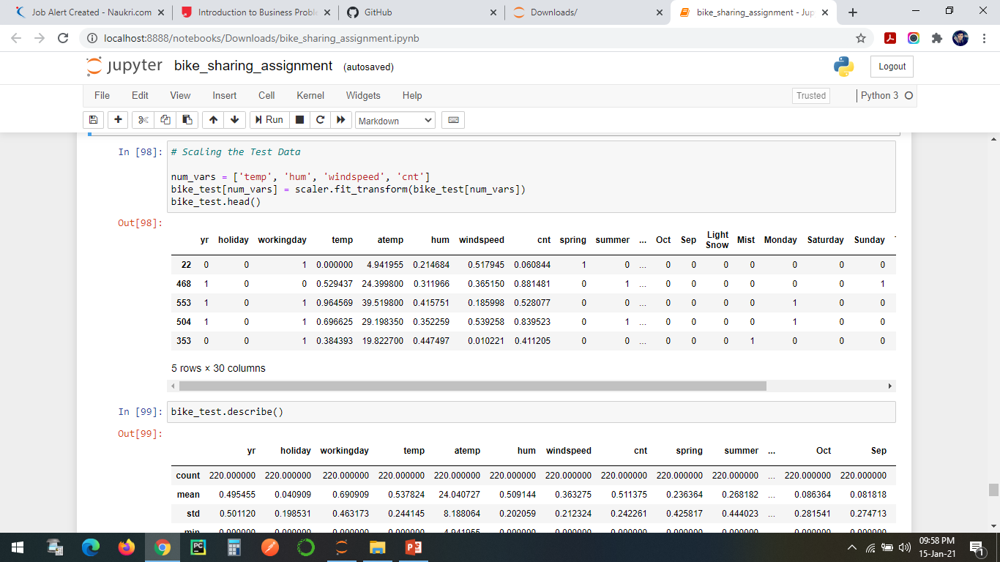 Job Alert Created - Naukri.com
Introduction to Business Proble
GitHub
Downloads/
bike_sharing_assignment - Jup
localhost:8888/notebooks/Downloads/bike_sharing_assignment.ipynb
jupyter bike_sharing_assignment (autosaved)
Logout
File Edit View Insert Cell Kernel Widgets Help
Trusted
Python 3
Run
Markdown
In [98]:
# Scaling the Test Data
num_vars = ['temp', 'hum', 'windspeed', 'cnt']
bike_test[num_vars] = scaler.fit_transform(bike_test[num_vars])
bike_test.head()
Out[98]:
yr holiday workingday temp atemp hum windspeed cnt spring summer ... Oct Sep Light Snow Mist Monday Saturday Sunday
22 0 0 1 0.000000 4.941955 0.214684 0.517945 0.060844 1 0 ... 0 0 0 0 0 0 0
468 1 0 0 0.529437 24.399800 0.311966 0.365150 0.881481 0 1 ... 0 0 0 0 0 0 1
553 1 0 1 0.964569 39.519800 0.415751 0.185998 0.528077 0 0 ... 0 0 0 0 1 0 0
504 1 0 1 0.696625 29.198350 0.352259 0.539258 0.839523 0 1 ... 0 0 0 0 1 0 0
353 0 0 1 0.384393 19.822700 0.447497 0.010221 0.411205 0 0 ... 0 0 0 1 0 0 0
5 rows × 30 columns
In [99]:
bike_test.describe()
Out[99]:
yr holiday workingday temp atemp hum windspeed cnt spring summer ... Oct Sep
count 220.000000 220.000000 220.000000 220.000000 220.000000 220.000000 220.000000 220.000000 220.000000 220.000000 ... 220.000000 220.000000
mean 0.495455 0.040909 0.690909 0.537824 24.040727 0.509144 0.363275 0.511375 0.236364 0.268182 ... 0.086364 0.081818
std 0.501120 0.198531 0.463173 0.244145 8.188064 0.202059 0.212324 0.242261 0.425817 0.444023 ... 0.281541 0.274713
min 0.000000 0.000000 0.000000 0.000000 4.941955 0.000000 0.000000 0.000000 0.000000 0.000000 0.000000 0.000000
09:58 PM
15-Jan-21
1